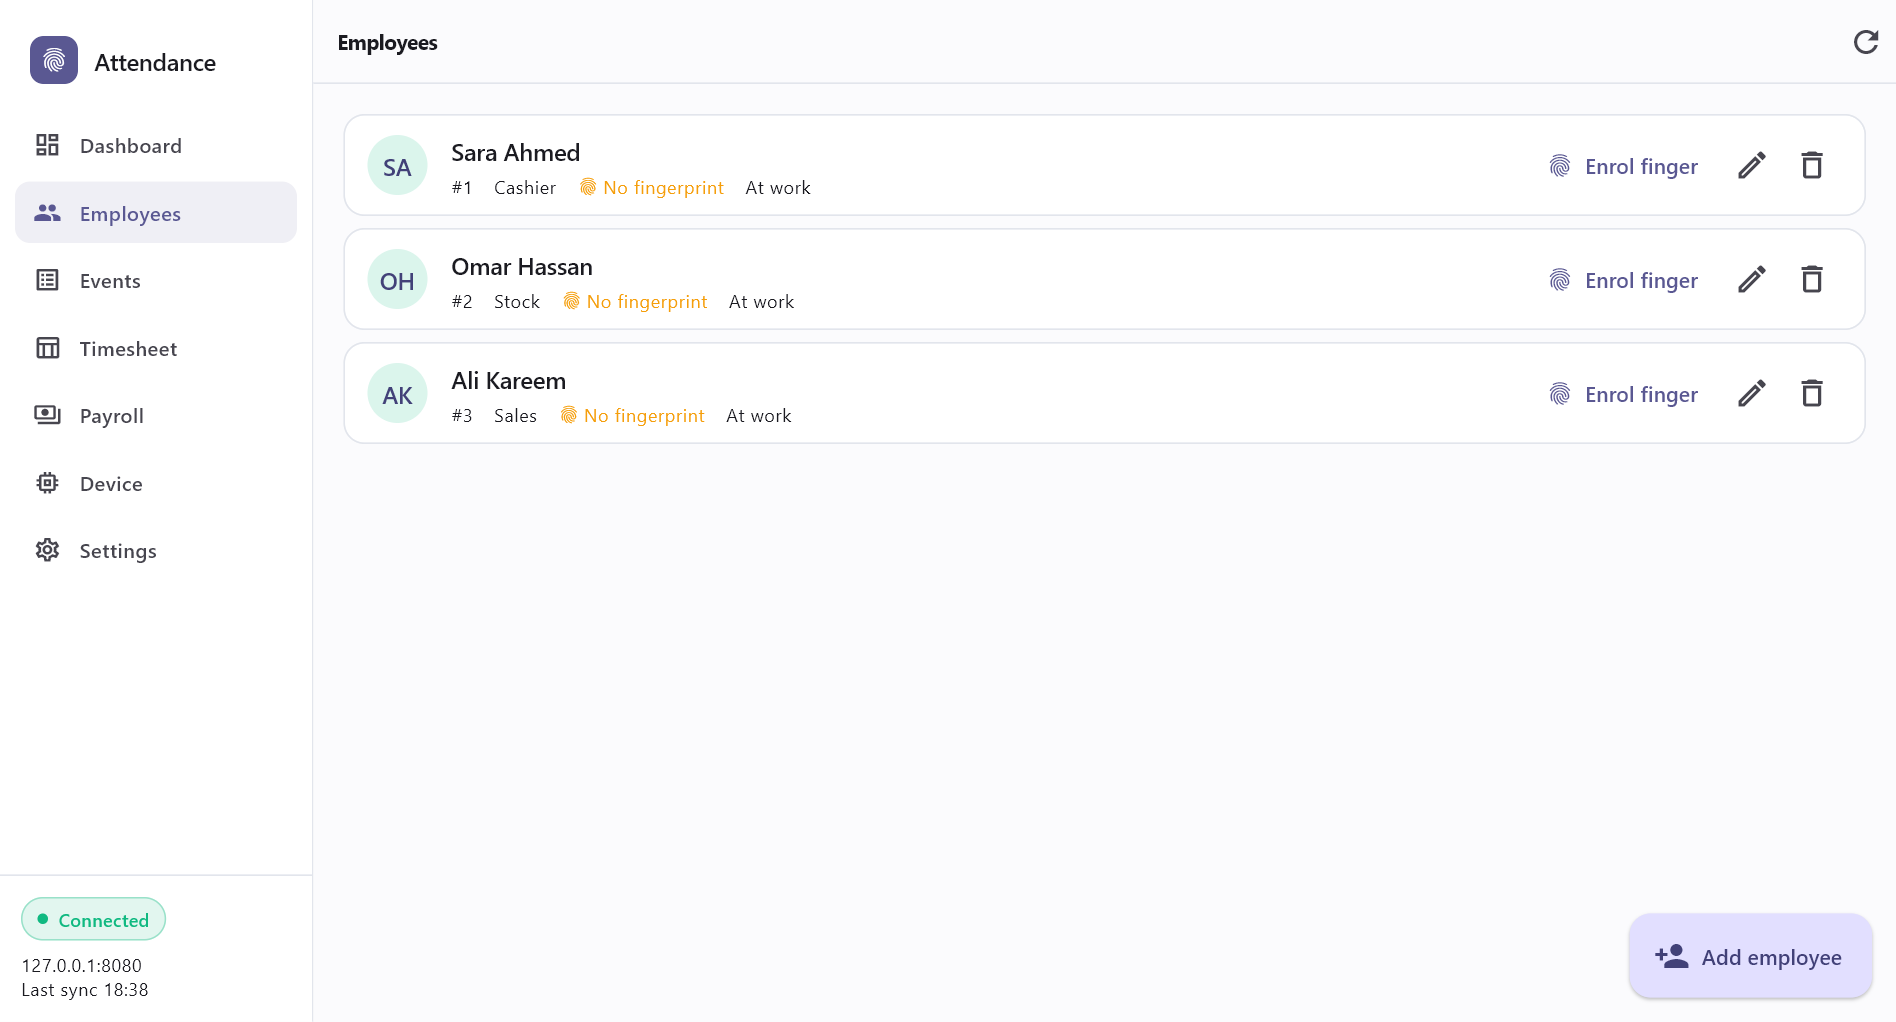 Attendance
Dashboard
Employees
Events
Timesheet
Payroll
Device
Settings
Connected
127.0.0.1:8080
Last sync 18:38
Employees
SA
Sara Ahmed
#1 Cashier No fingerprint At work
Enrol finger
OH
Omar Hassan
#2 Stock No fingerprint At work
Enrol finger
AK
Ali Kareem
#3 Sales No fingerprint At work
Enrol finger
Add employee